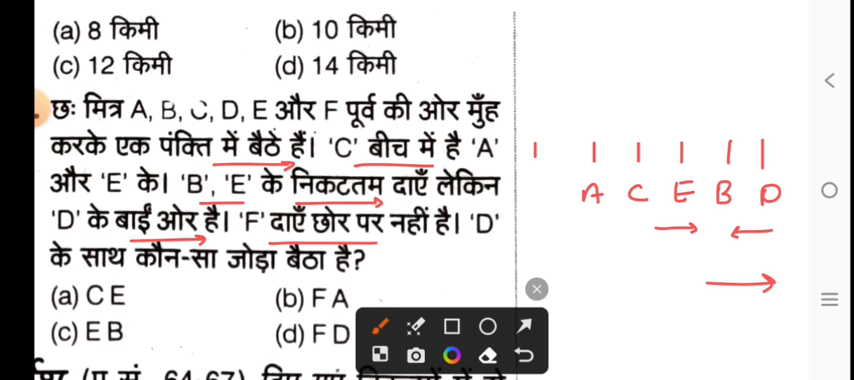 (a) 8 किमी (b) 10 किमी
(c) 12 किमी (d) 14 किमी
छः मित्र A, B, C, D, E और F पूर्व की ओर मुँह
करके एक पंक्ति में बैठे हैं। 'C' बीच में है 'A'
और 'E' के। 'B', 'E' के निकटतम दाएँ लेकिन
'D' के बाईं ओर है। 'F' दाएँ छोर पर नहीं है। 'D'
के साथ कौन-सा जोड़ा बैठा है?
(a) C E (b) F A
(c) E B (d) F D
A C E B D